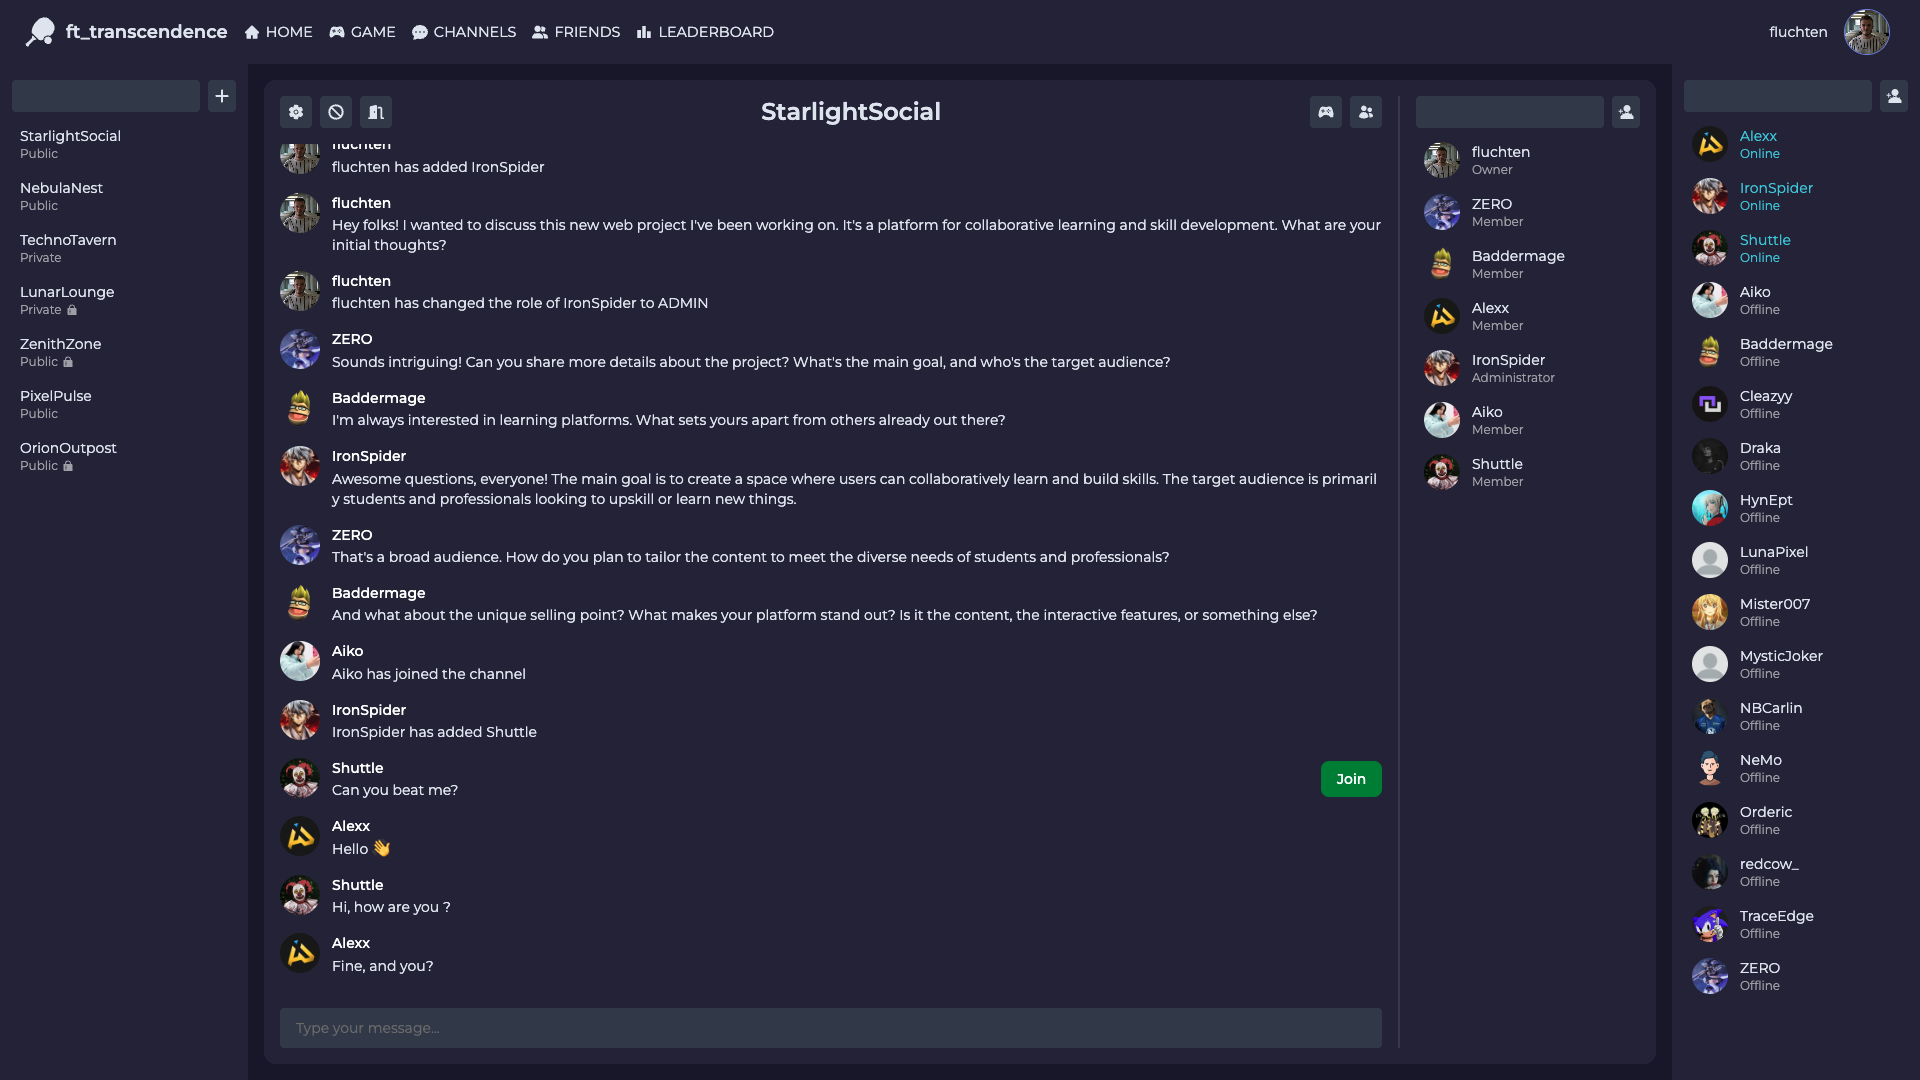 ft_transcendence
HOME
GAME
CHANNELS
FRIENDS
LEADERBOARD
fluchten
StarlightSocial
Public
NebulaNest
Public
TechnoTavern
Private
LunarLounge
Private
ZenithZone
Public
PixelPulse
Public
OrionOutpost
Public
StarlightSocial
fluchten
fluchten has added IronSpider
fluchten
Hey folks! I wanted to discuss this new web project I've been working on. It's a platform for collaborative learning and skill development. What are your
initial thoughts?
fluchten
fluchten has changed the role of IronSpider to ADMIN
ZERO
Sounds intriguing! Can you share more details about the project? What's the main goal, and who's the target audience?
Baddermage
I'm always interested in learning platforms. What sets yours apart from others already out there?
IronSpider
Awesome questions, everyone! The main goal is to create a space where users can collaboratively learn and build skills. The target audience is primaril
y students and professionals looking to upskill or learn new things.
ZERO
That's a broad audience. How do you plan to tailor the content to meet the diverse needs of students and professionals?
Baddermage
And what about the unique selling point? What makes your platform stand out? Is it the content, the interactive features, or something else?
Aiko
Aiko has joined the channel
IronSpider
IronSpider has added Shuttle
Shuttle
Can you beat me?
Join
Alexx
Hello 👋
Shuttle
Hi, how are you ?
Alexx
Fine, and you?
Type your message...
fluchten
Owner
ZERO
Member
Baddermage
Member
Alexx
Member
IronSpider
Administrator
Aiko
Member
Shuttle
Member
Alexx
Online
IronSpider
Online
Shuttle
Online
Aiko
Offline
Baddermage
Offline
Cleazyy
Offline
Draka
Offline
HynEpt
Offline
LunaPixel
Offline
Mister007
Offline
MysticJoker
Offline
NBCarlin
Offline
NeMo
Offline
Orderic
Offline
redcow_
Offline
TraceEdge
Offline
ZERO
Offline